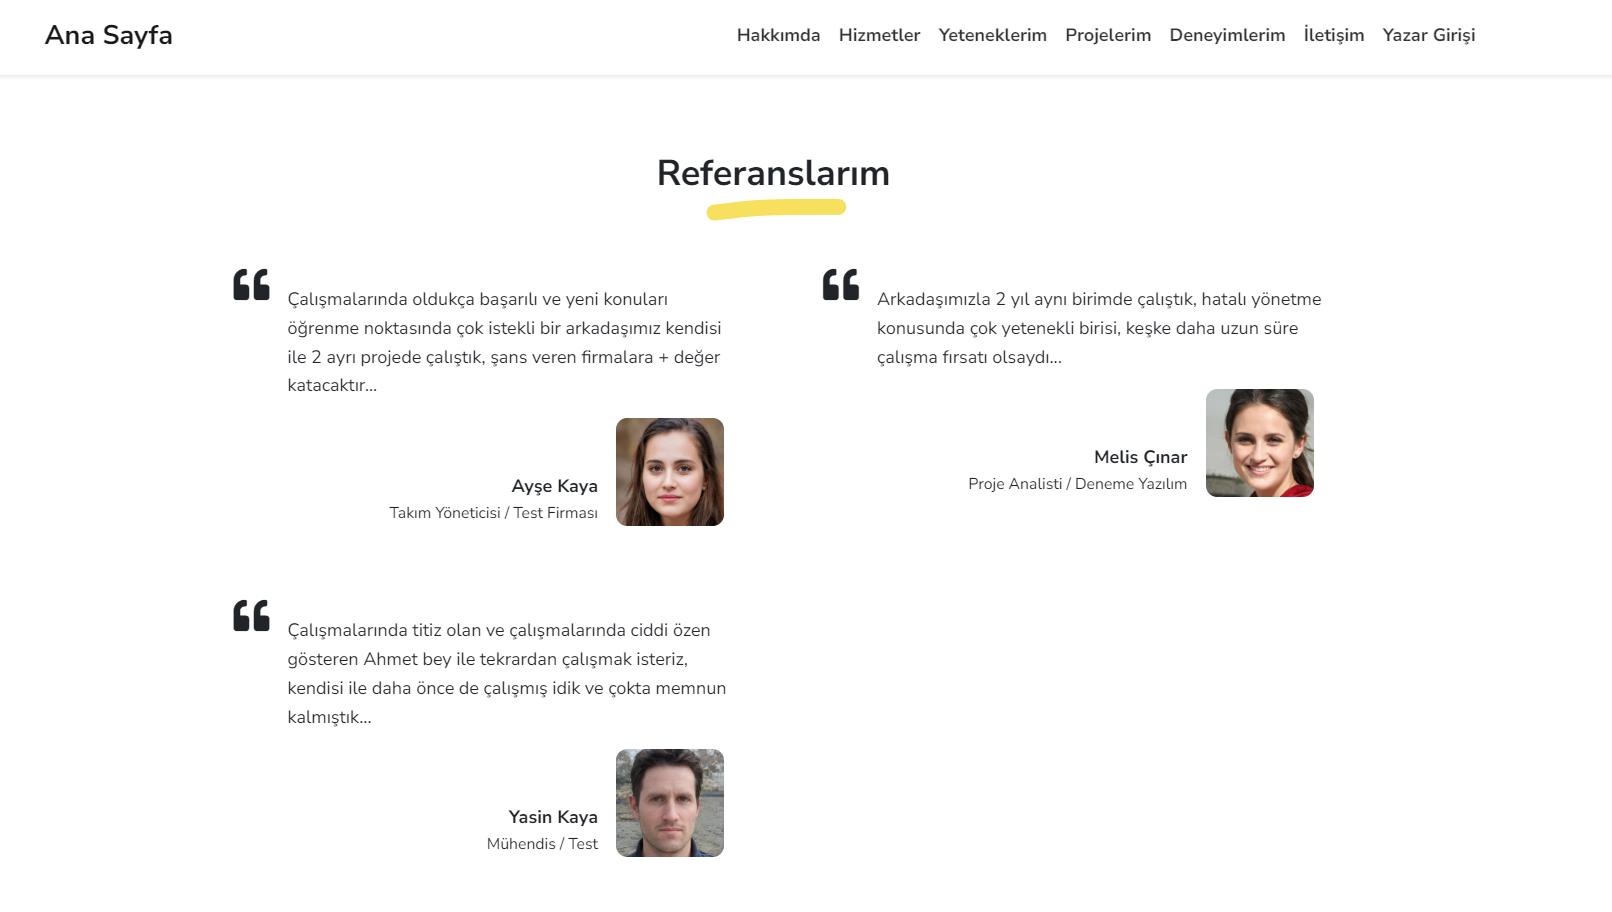 Ana Sayfa
Hakkımda Hizmetler Yeteneklerim Projelerim Deneyimlerim İletişim Yazar Girişi
Referanslarım
Çalışmalarında oldukça başarılı ve yeni konuları
öğrenme noktasında çok istekli bir arkadaşımız kendisi
ile 2 ayrı projede çalıştık, şans veren firmalara + değer
katacaktır...
Ayşe Kaya
Takım Yöneticisi / Test Firması
Arkadaşımızla 2 yıl aynı birimde çalıştık, hatalı yönetme
konusunda çok yetenekli birisi, keşke daha uzun süre
çalışma fırsatı olsaydı...
Melis Çınar
Proje Analisti / Deneme Yazılım
Çalışmalarında titiz olan ve çalışmalarında ciddi özen
gösteren Ahmet bey ile tekrardan çalışmak isteriz,
kendisi ile daha önce de çalışmış idik ve çokta memnun
kalmıştık...
Yasin Kaya
Mühendis / Test